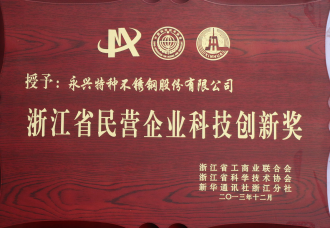 授予：永兴特种不锈钢股份有限公司
浙江省民营企业科技创新奖
浙江省工商业联合会
浙江省科学技术协会
新华通讯社浙江分社
二〇一三年十二月